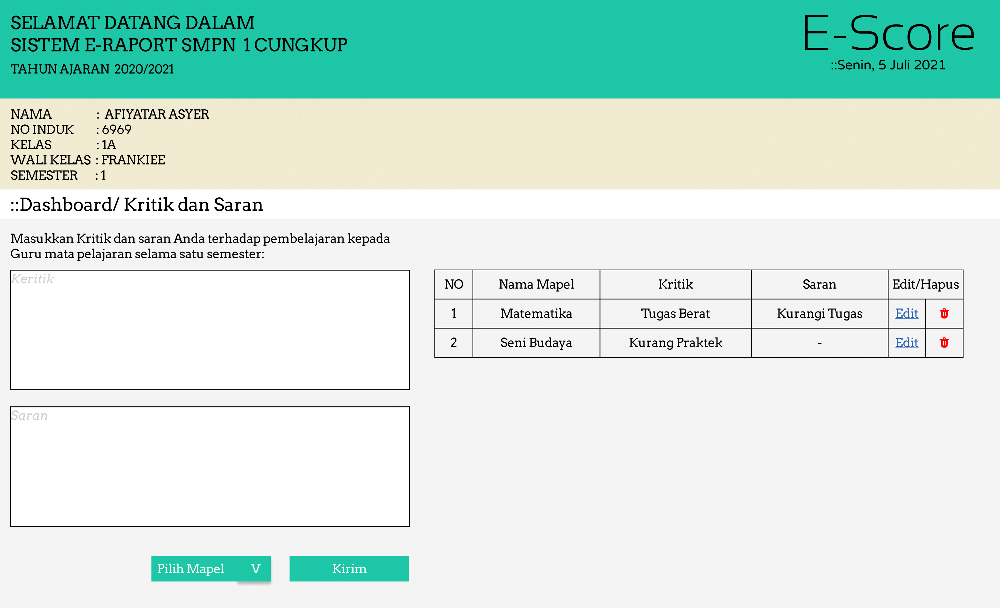 SELAMAT DATANG DALAM
SISTEM E-RAPORT SMPN 1 CUNGKUP
TAHUN AJARAN 2020/2021
E-Score
::Senin, 5 Juli 2021
NAMA : AFIYATAR ASYER
NO INDUK : 6969
KELAS : 1A
WALI KELAS : FRANKIEE
SEMESTER : 1
::Dashboard/ Kritik dan Saran
Masukkan Kritik dan saran Anda terhadap pembelajaran kepada
Guru mata pelajaran selama satu semester:
Keritik
Saran
Pilih Mapel V
Kirim
NO Nama Mapel Kritik Saran Edit/Hapus
1 Matematika Tugas Berat Kurangi Tugas Edit
2 Seni Budaya Kurang Praktek - Edit